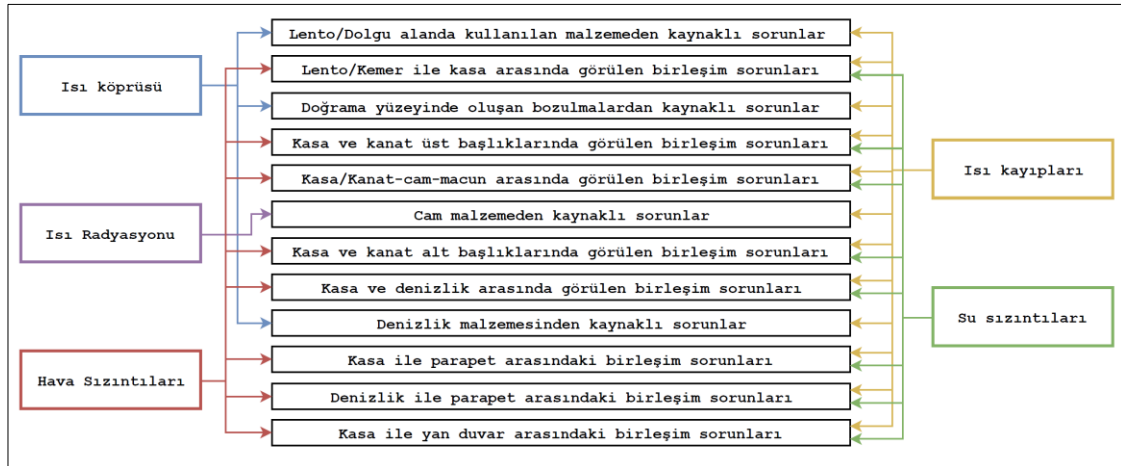 Isı köprüsü
Isı Radyasyonu
Hava Sızıntıları
Lento/Dolgu alanda kullanılan malzemeden kaynaklı sorunlar
Lento/Kemer ile kasa arasında görülen birleşim sorunları
Doğrama yüzeyinde oluşan bozulmalardan kaynaklı sorunlar
Kasa ve kanat üst başlıklarında görülen birleşim sorunları
Kasa/Kanat-cam-macun arasında görülen birleşim sorunları
Cam malzemeden kaynaklı sorunlar
Kasa ve kanat alt başlıklarında görülen birleşim sorunları
Kasa ve denizlik arasında görülen birleşim sorunları
Denizlik malzemesinden kaynaklı sorunlar
Kasa ile parapet arasındaki birleşim sorunları
Denizlik ile parapet arasındaki birleşim sorunları
Kasa ile yan duvar arasındaki birleşim sorunları
Isı kayıpları
Su sızıntıları